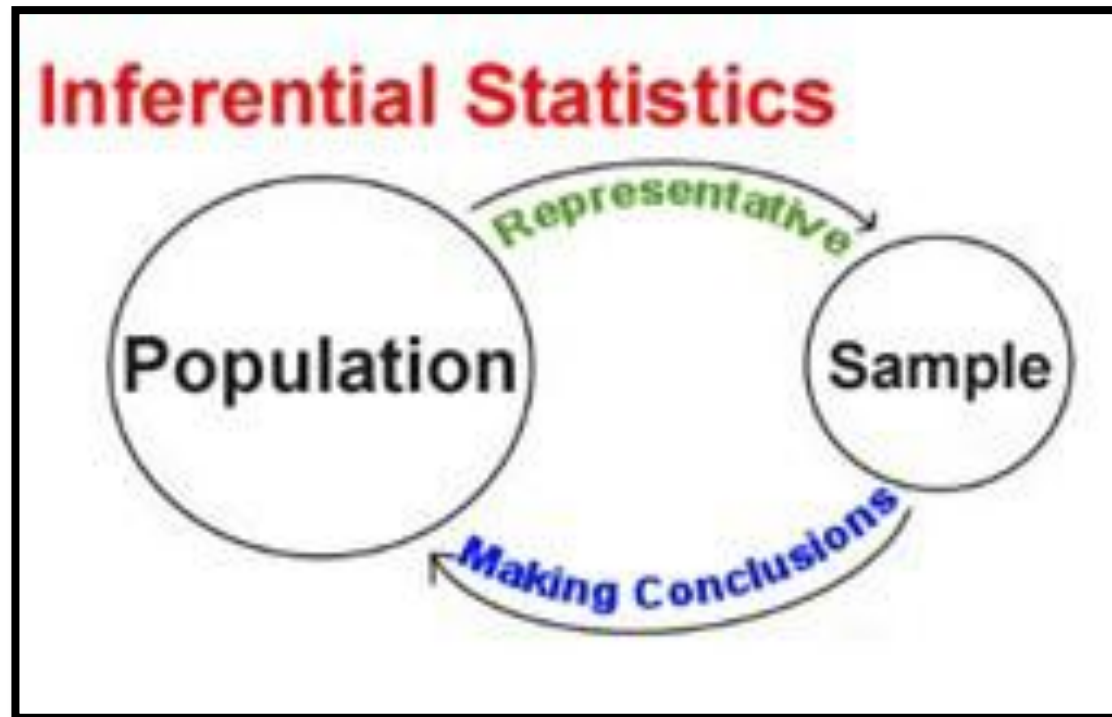 Inferential Statistics
Representative
Population
Sample
Making Conclusions